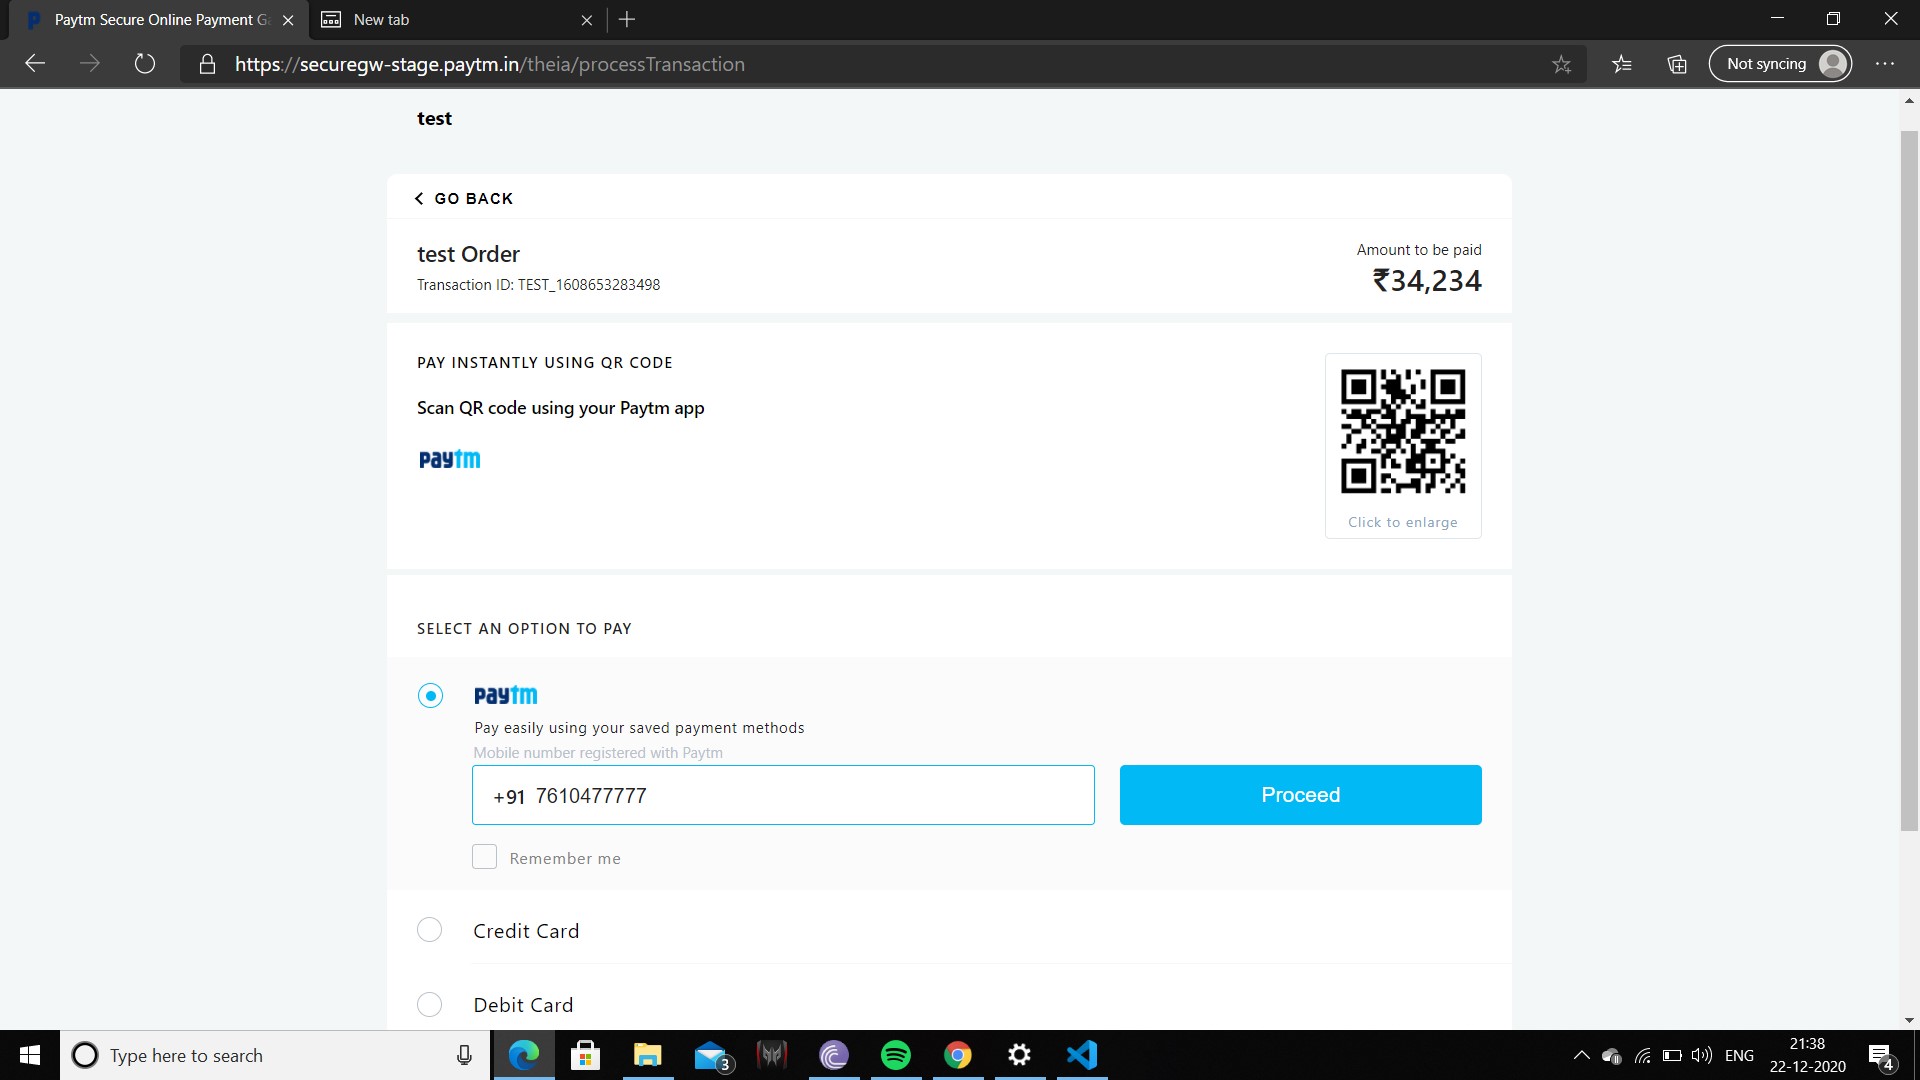 Paytm Secure Online Payment Ga
New tab
https://securegw-stage.paytm.in/theia/processTransaction
Not syncing
test
GO BACK
test Order
Amount to be paid
Transaction ID: TEST_1608653283498
₹34,234
PAY INSTANTLY USING QR CODE
Scan QR code using your Paytm app
paytm
Click to enlarge
SELECT AN OPTION TO PAY
paytm
Pay easily using your saved payment methods
Mobile number registered with Paytm
+91 7610477777
Proceed
Remember me
Credit Card
Debit Card
Type here to search
3
ENG
21:38
22-12-2020
4